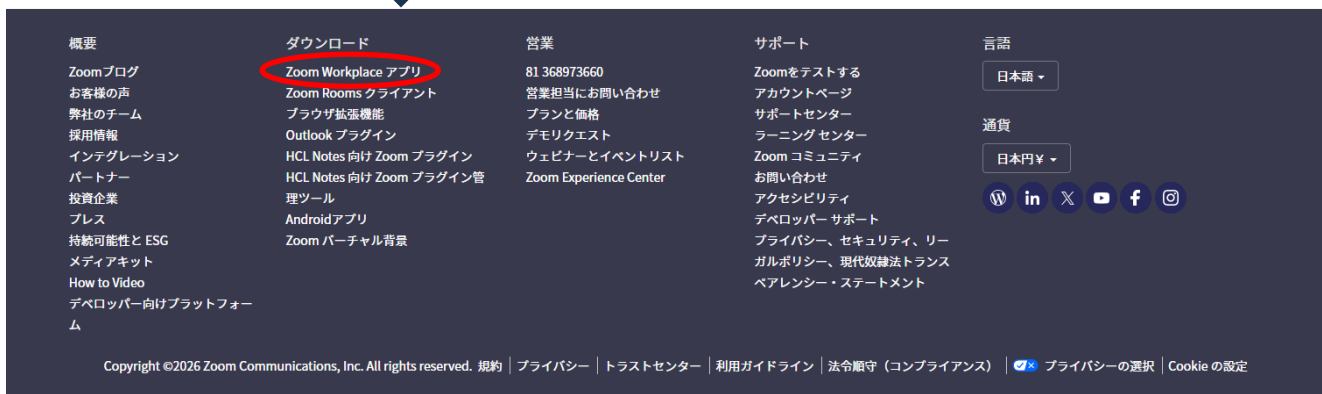 概要
Zoomブログ
お客様の声
弊社のチーム
採用情報
インテグレーション
パートナー
投資企業
プレス
持続可能性と ESG
メディアキット
How to Video
デベロッパー向けプラットフォー
ム
ダウンロード
Zoom Workplace アプリ
Zoom Rooms クライアント
ブラウザ拡張機能
Outlook プラグイン
HCL Notes 向け Zoom プラグイン
HCL Notes 向け Zoom プラグイン管
理ツール
Androidアプリ
Zoom バーチャル背景
営業
81 368973660
営業担当にお問い合わせ
プランと価格
デモリクエスト
ウェビナーとイベントリスト
Zoom Experience Center
サポート
Zoomをテストする
アカウントページ
サポートセンター
ラーニング センター
Zoom コミュニティ
お問い合わせ
アクセシビリティ
デベロッパー サポート
プライバシー、セキュリティ、リー
ガルポリシー、現代奴隷法トランス
ペアレンシー・ステートメント
言語
日本語
通貨
日本円¥
Copyright ©2026 Zoom Communications, Inc. All rights reserved. 規約 | プライバシー | トラストセンター | 利用ガイドライン | 法令順守（コンプライアンス） | プライバシーの選択 | Cookie の設定